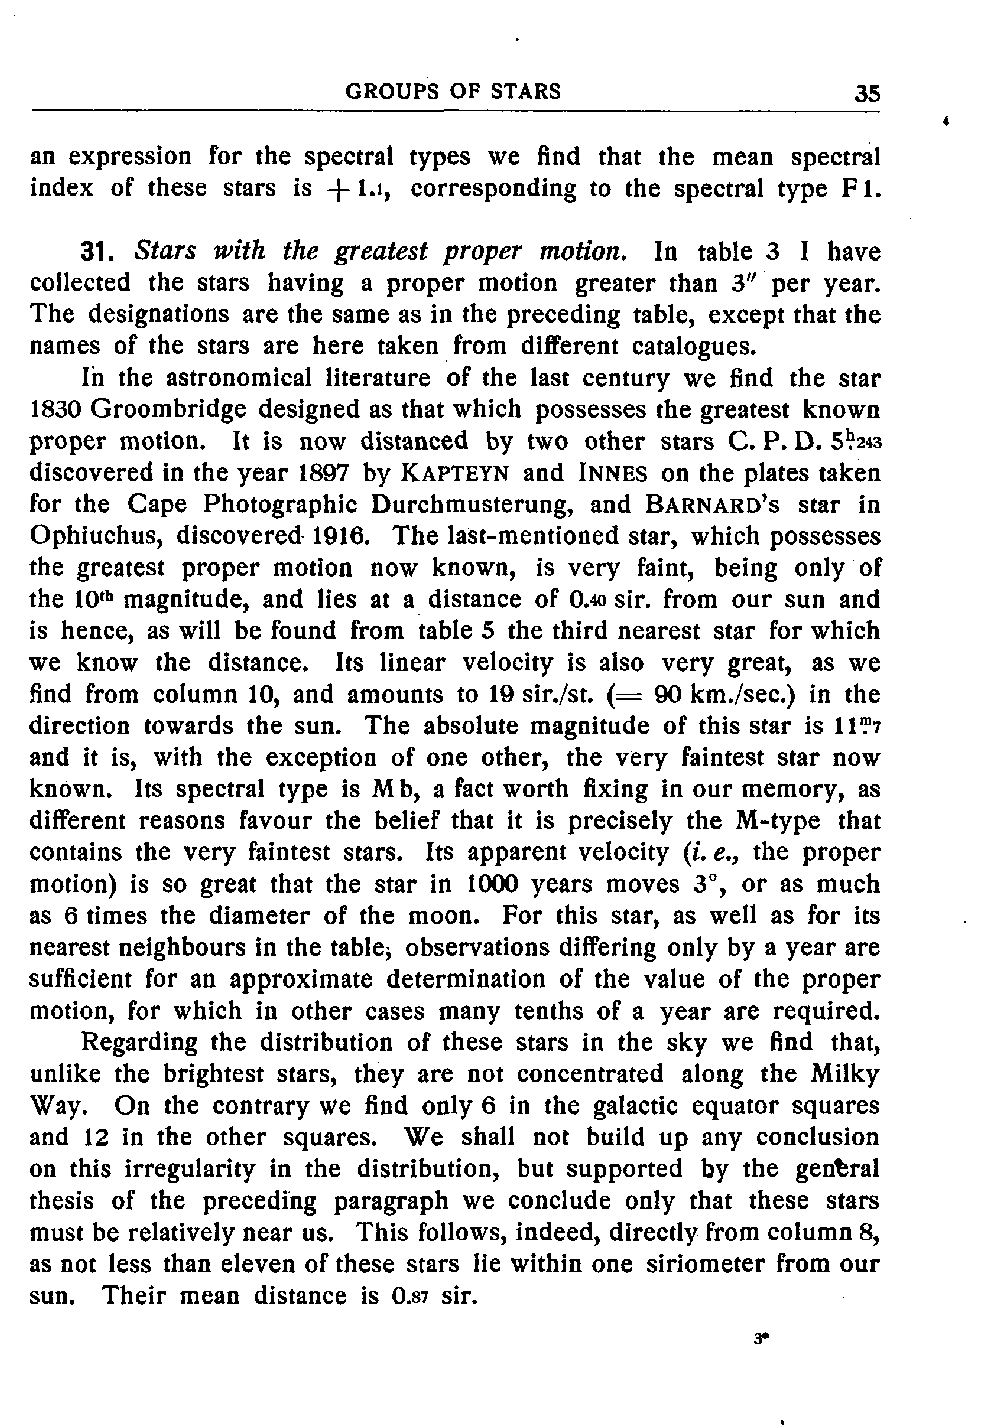 GROUPS OF STARS 35
an expression for the spectral types we find that the mean spectral
index of these stars is + 1.1, corresponding to the spectral type F 1.
31. Stars with the greatest proper motion. In table 3 I have
collected the stars having a proper motion greater than 3″ per year.
The designations are the same as in the preceding table, except that the
names of the stars are here taken from different catalogues.
In the astronomical literature of the last century we find the star
1830 Groombridge designed as that which possesses the greatest known
proper motion. It is now distanced by two other stars C. P. D. 5ʰ.243
discovered in the year 1897 by KAPTEYN and INNES on the plates taken
for the Cape Photographic Durchmusterung, and BARNARD's star in
Ophiuchus, discovered 1916. The last-mentioned star, which possesses
the greatest proper motion now known, is very faint, being only of
the 10ᵗʰ magnitude, and lies at a distance of 0.40 sir. from our sun and
is hence, as will be found from table 5 the third nearest star for which
we know the distance. Its linear velocity is also very great, as we
find from column 10, and amounts to 19 sir./st. (= 90 km./sec.) in the
direction towards the sun. The absolute magnitude of this star is 11ᵐ.7
and it is, with the exception of one other, the very faintest star now
known. Its spectral type is M b, a fact worth fixing in our memory, as
different reasons favour the belief that it is precisely the M-type that
contains the very faintest stars. Its apparent velocity (i. e., the proper
motion) is so great that the star in 1000 years moves 3°, or as much
as 6 times the diameter of the moon. For this star, as well as for its
nearest neighbours in the table, observations differing only by a year are
sufficient for an approximate determination of the value of the proper
motion, for which in other cases many tenths of a year are required.
Regarding the distribution of these stars in the sky we find that,
unlike the brightest stars, they are not concentrated along the Milky
Way. On the contrary we find only 6 in the galactic equator squares
and 12 in the other squares. We shall not build up any conclusion
on this irregularity in the distribution, but supported by the general
thesis of the preceding paragraph we conclude only that these stars
must be relatively near us. This follows, indeed, directly from column 8,
as not less than eleven of these stars lie within one siriometer from our
sun. Their mean distance is 0.87 sir.
3*